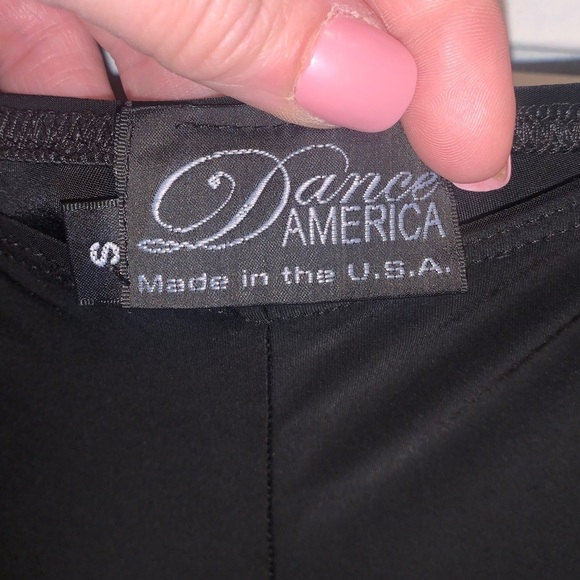 Dance
AMERICA
Made in the U.S.A.
S